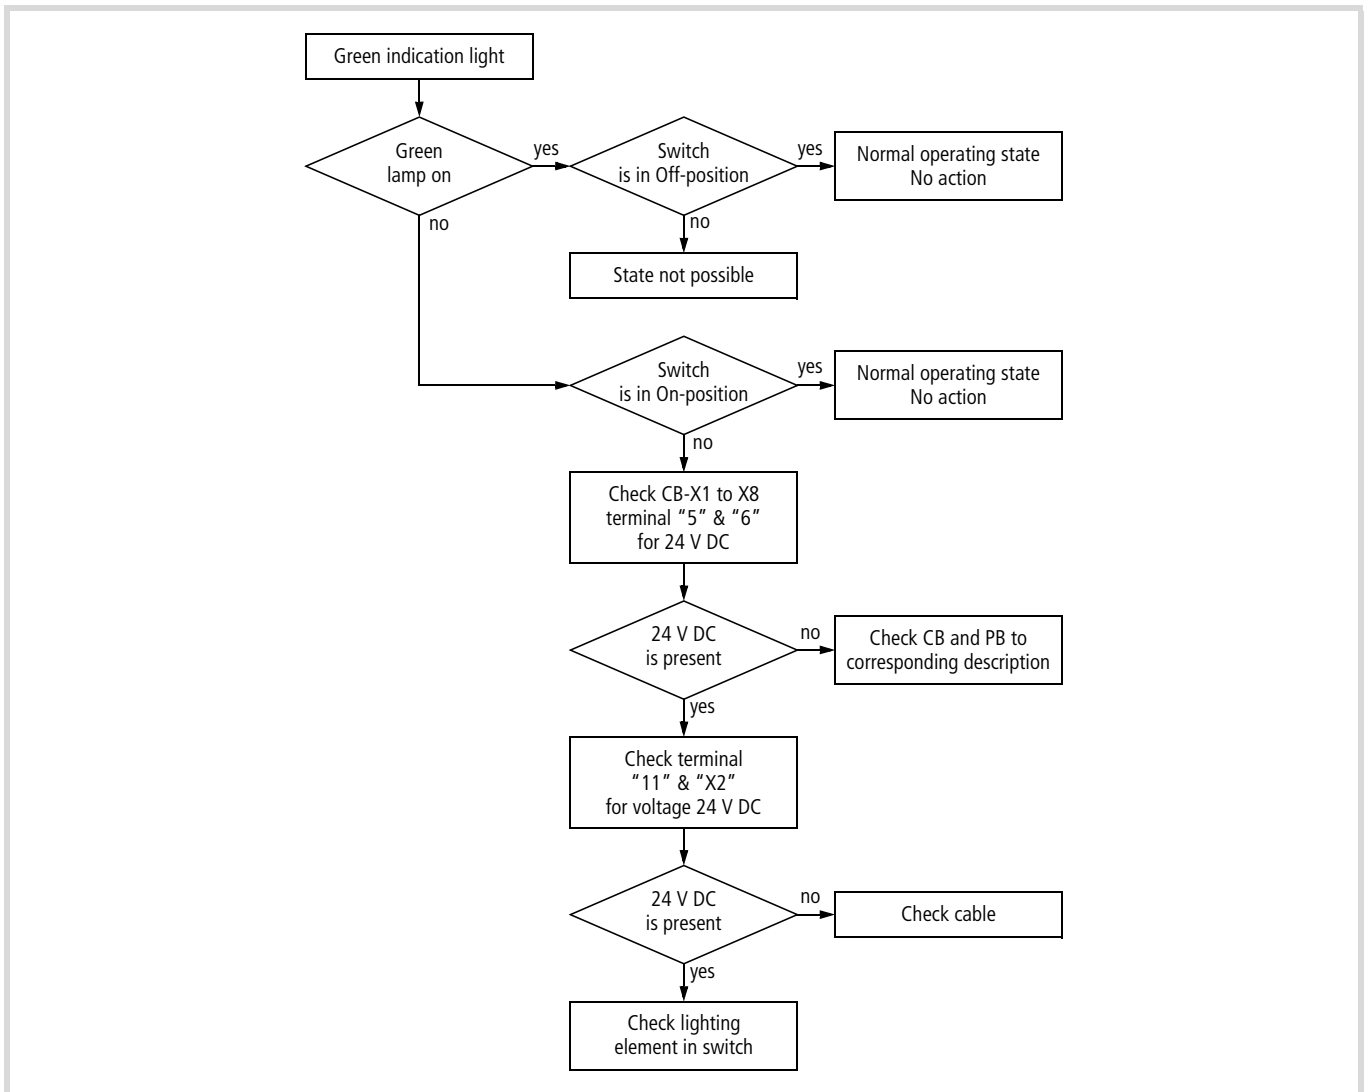 Green indication light
Green
lamp on
yes
Switch
is in Off-position
yes
Normal operating state
No action
no
no
State not possible
Switch
is in On-position
yes
Normal operating state
No action
no
Check CB-X1 to X8
terminal “5” & “6”
for 24 V DC
24 V DC
is present
no
Check CB and PB to
corresponding description
yes
Check terminal
“11” & “X2”
for voltage 24 V DC
24 V DC
is present
no
Check cable
yes
Check lighting
element in switch